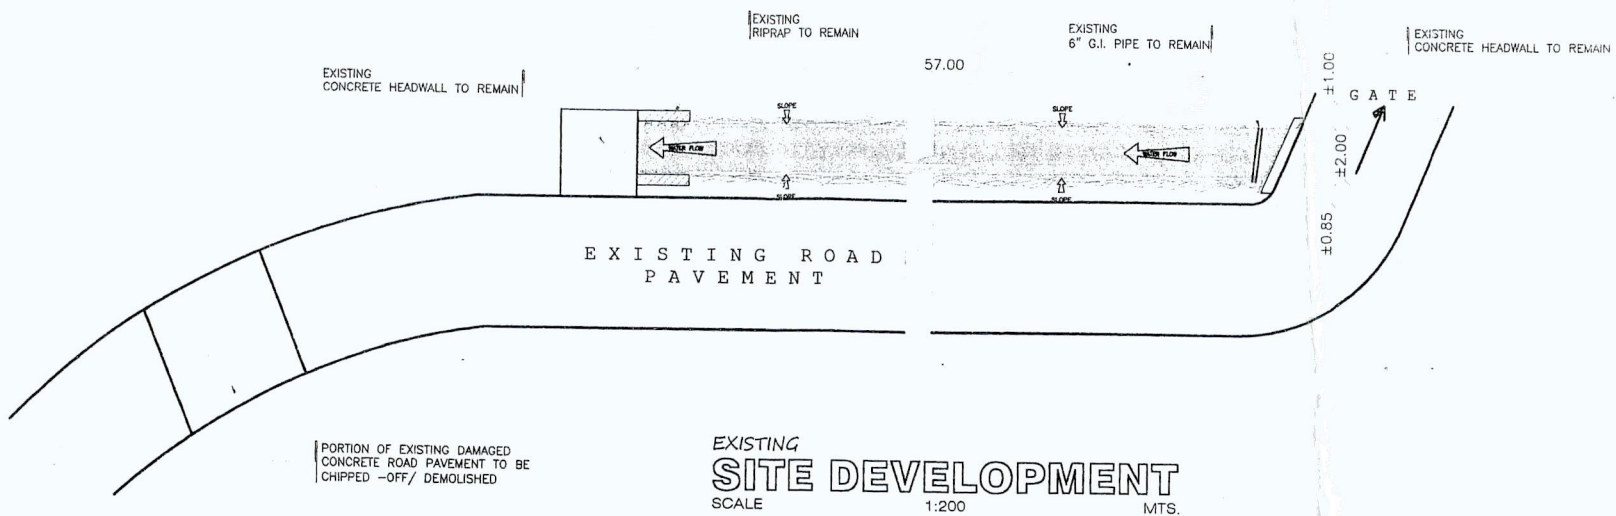 EXISTING
RIPRAP TO REMAIN
EXISTING
6" G.I. PIPE TO REMAIN
EXISTING
CONCRETE HEADWALL TO REMAIN
57.00
EXISTING
CONCRETE HEADWALL TO REMAIN
±1.00
GATE
SLOPE
SLOPE
WATER FLOW
WATER FLOW
±2.00
SLOPE
SLOPE
±0.85
EXISTING ROAD
PAVEMENT
PORTION OF EXISTING DAMAGED
CONCRETE ROAD PAVEMENT TO BE
CHIPPED -OFF/ DEMOLISHED
EXISTING
SITE DEVELOPMENT
SCALE 1:200 MTS.